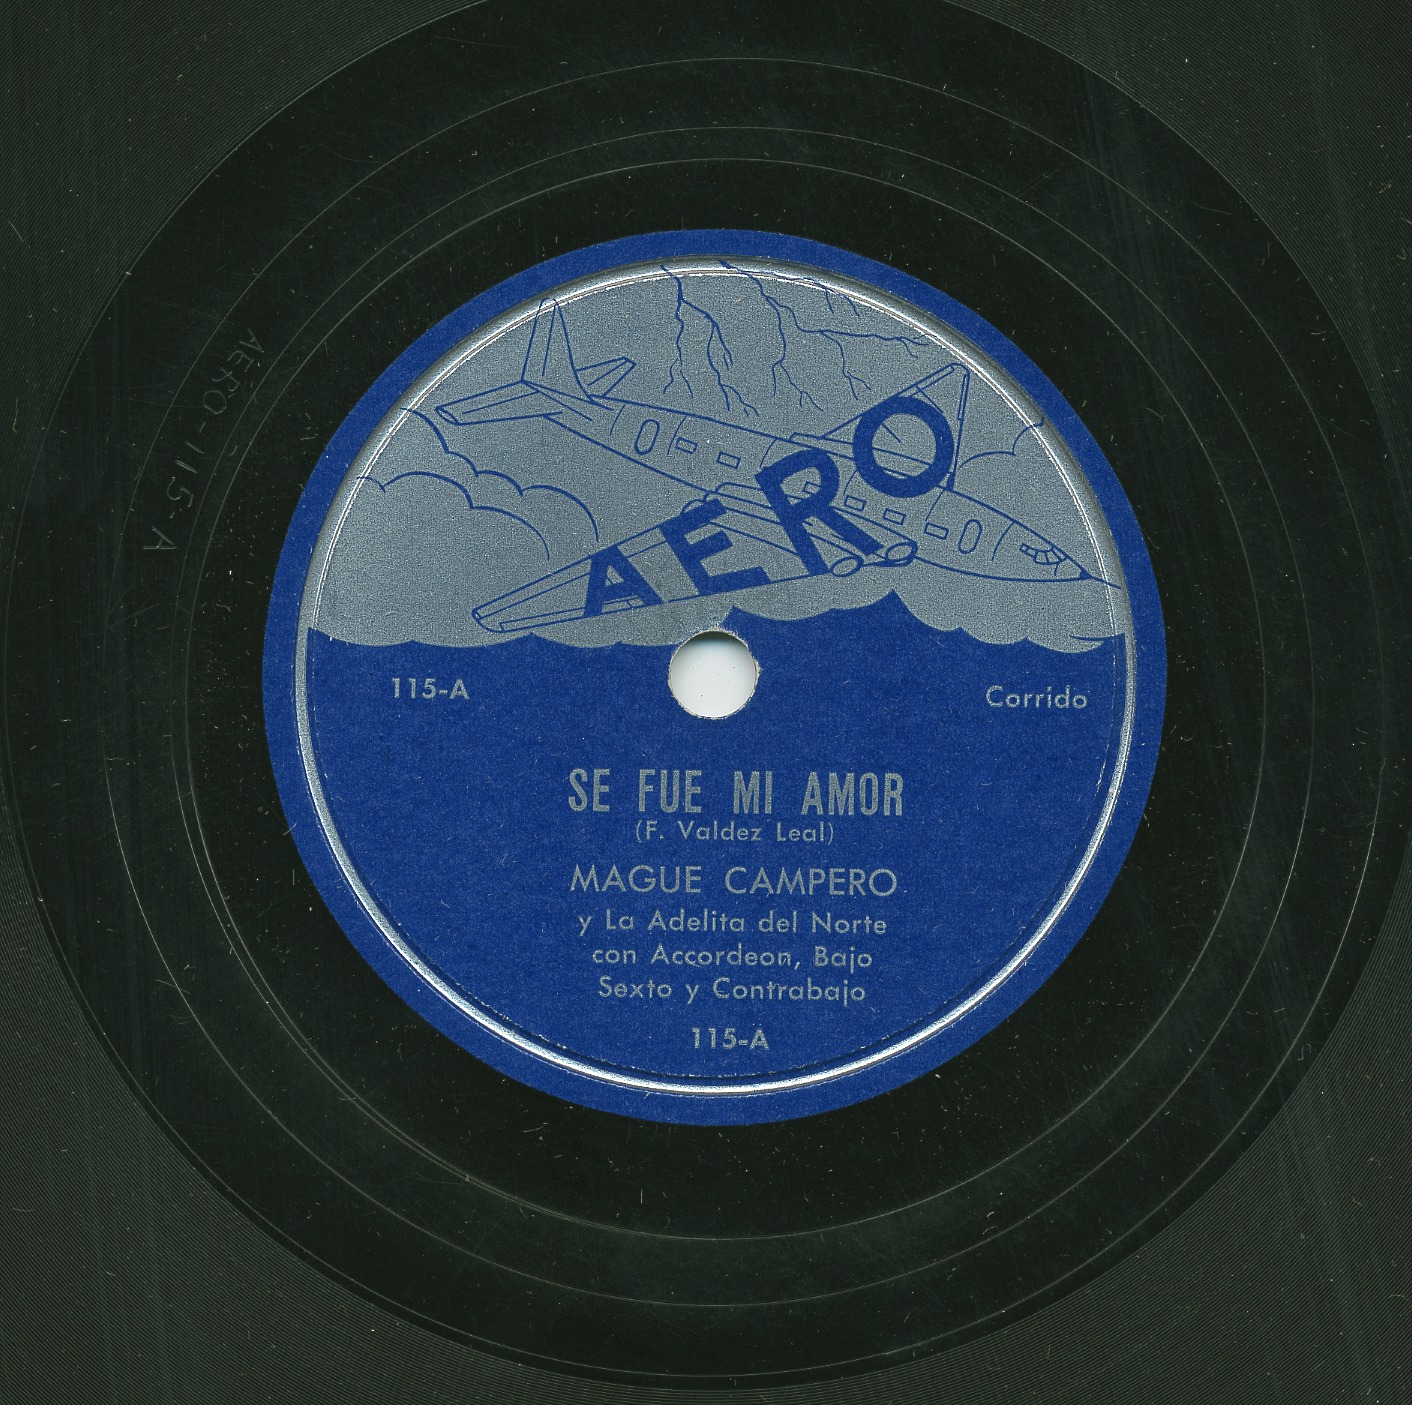 AERO
AERO-115-A
115-A
Corrido
SE FUE MI AMOR
(F. Valdez Leal)
MAGUE CAMPERO
y La Adelita del Norte
con Accordeon, Bajo
Sexto y Contrabajo
115-A